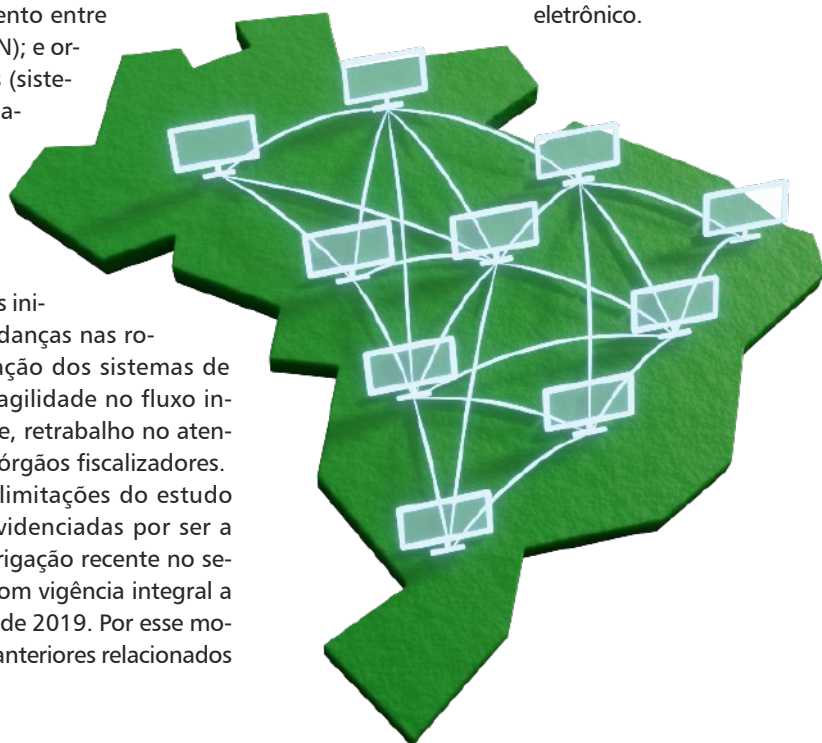 ento entre
N); e or-
s (siste-
a-
s ini-
danças nas ro-
ação dos sistemas de
agilidade no fluxo in-
e, retrabalho no aten-
órgãos fiscalizadores.
limitações do estudo
videnciadas por ser a
rigação recente no se-
om vigência integral a
de 2019. Por esse mo-
anteriores relacionados
eletrônico.